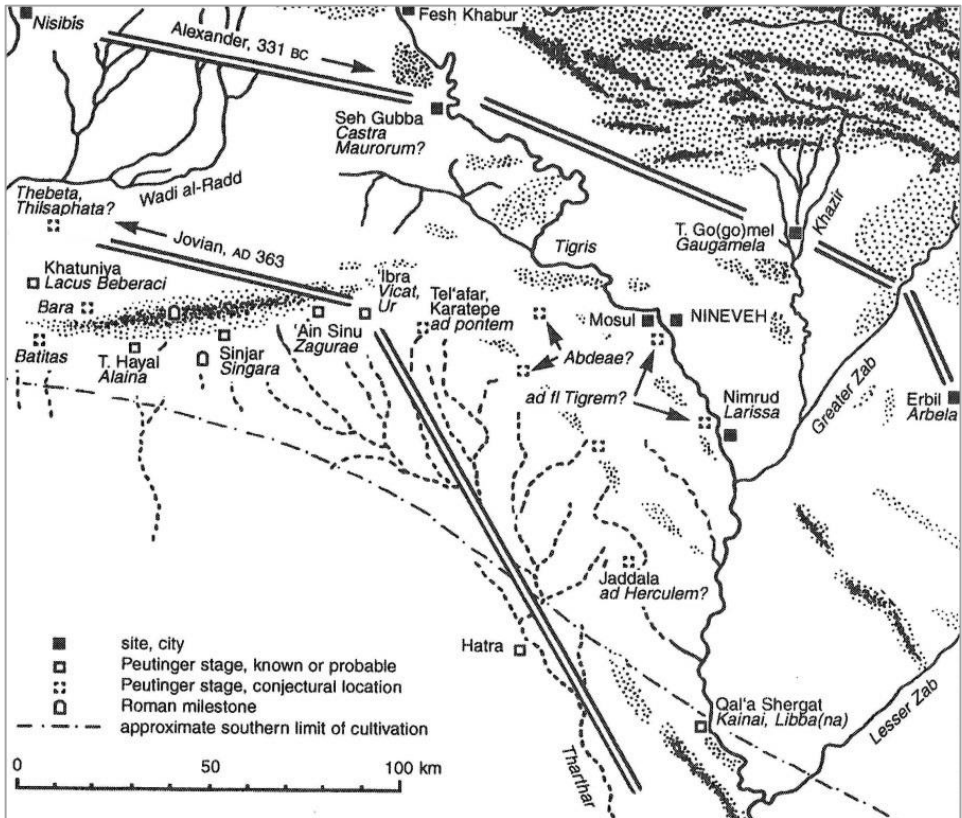 Nisibis
Fesh Khabur
Alexander, 331 BC
Seh Gubba
Castra
Maurorum?
Wadi al-Radd
Thebeta,
Thilsaphata?
Jovian, AD 363
Tigris
T. Go(go)mel
Gaugamela
Khazir
Khatuniya
Lacus Beberaci
Bara
Batitas
T. Hayal
Alaina
Sinjar
Singara
'Ain Sinu
Zagurae
'Ibra
Vicat,
Ur
Tel'afar,
Karatepe
ad pontem
Mosul
NINEVEH
Abdeae?
ad fl Tigrem?
Nimrud
Larissa
Greater Zab
Erbil
Arbela
Jaddala
ad Herculem?
Hatra
Qal'a Shergat
Kainai, Libba(na)
Lesser Zab
Tharthar
site, city
Peutinger stage, known or probable
Peutinger stage, conjectural location
Roman milestone
approximate southern limit of cultivation
0 50 100 km